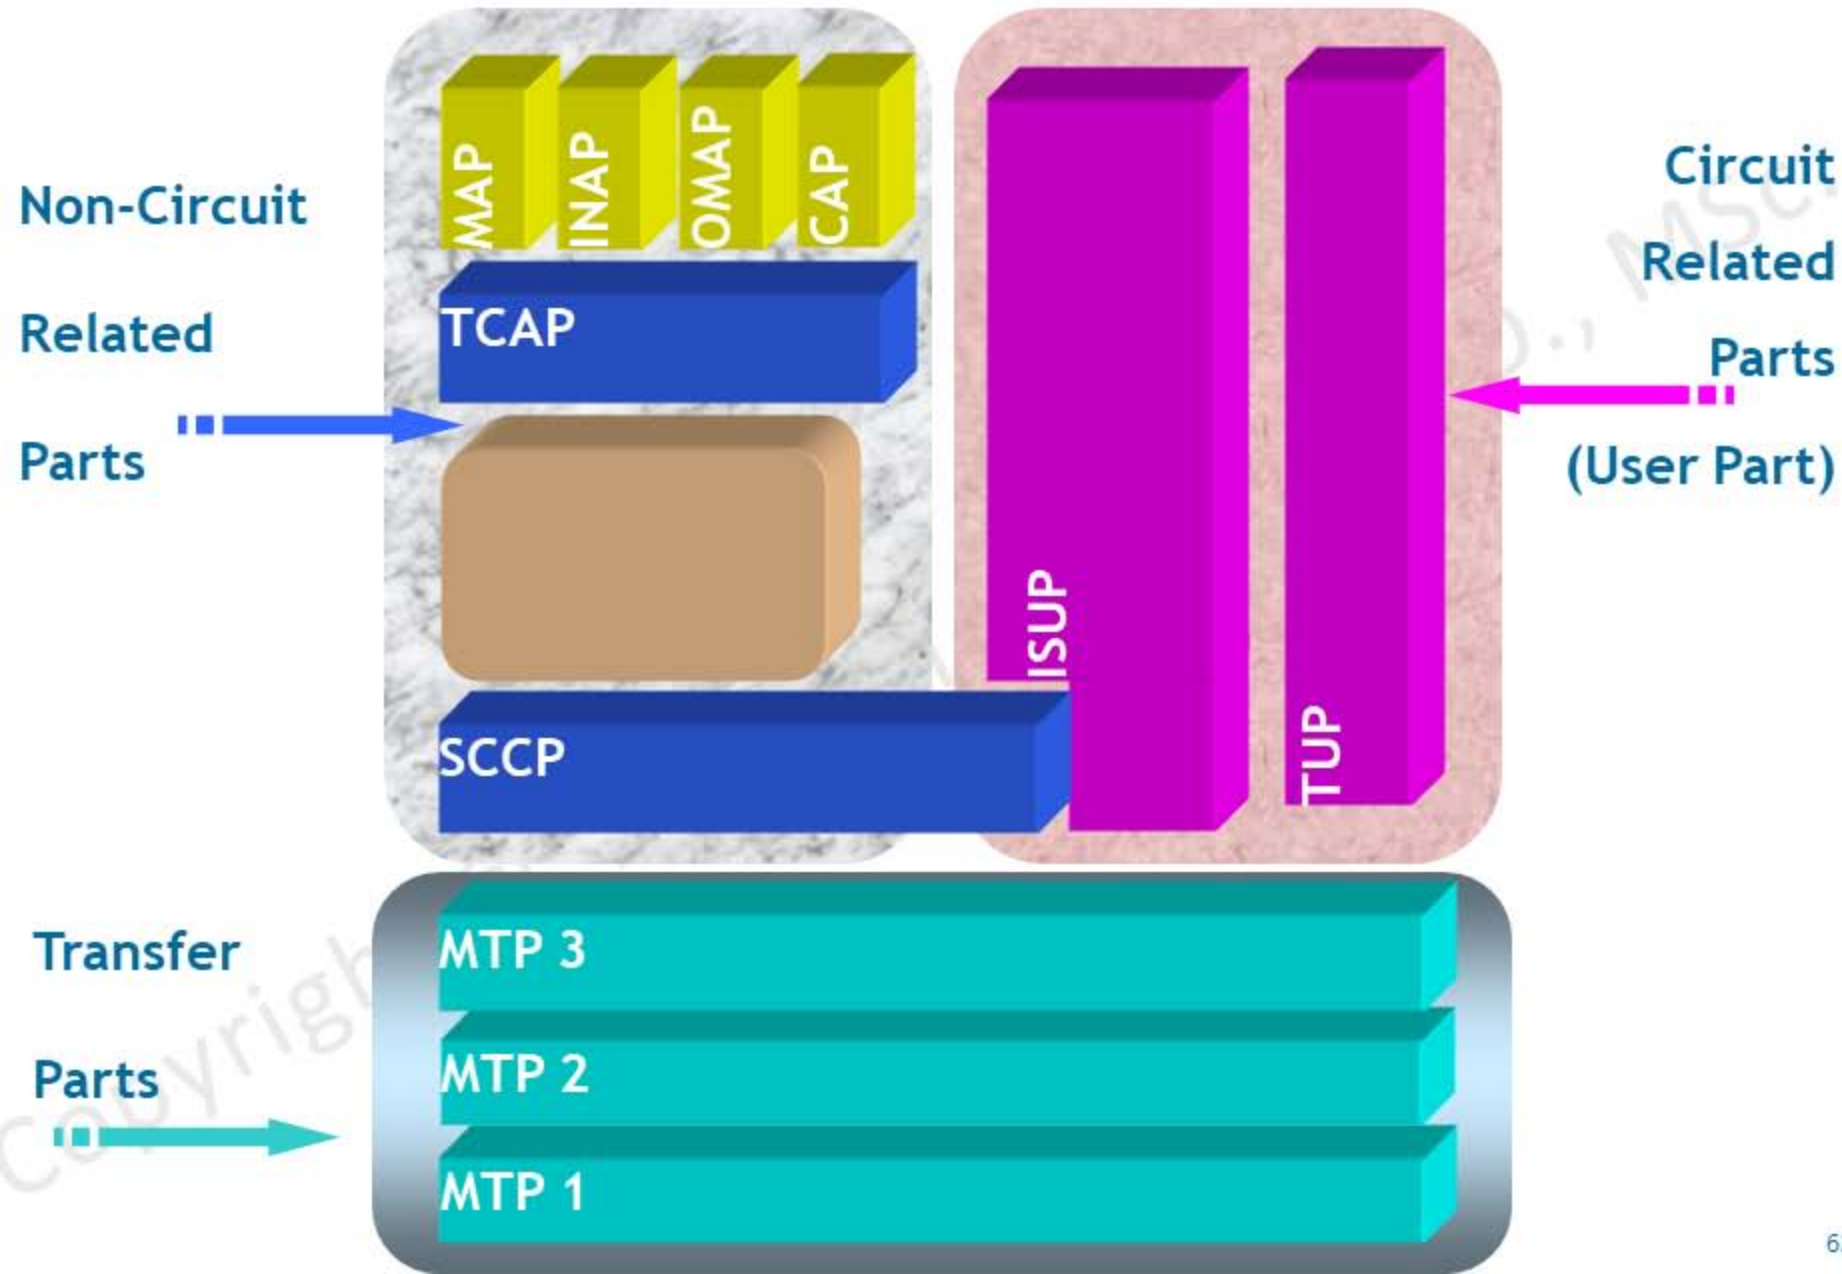 MAP
INAP
OMAP
CAP
Non-Circuit
Related
Parts
TCAP
SCCP
ISUP
TUP
Circuit
Related
Parts
(User Part)
Transfer
Parts
MTP 3
MTP 2
MTP 1